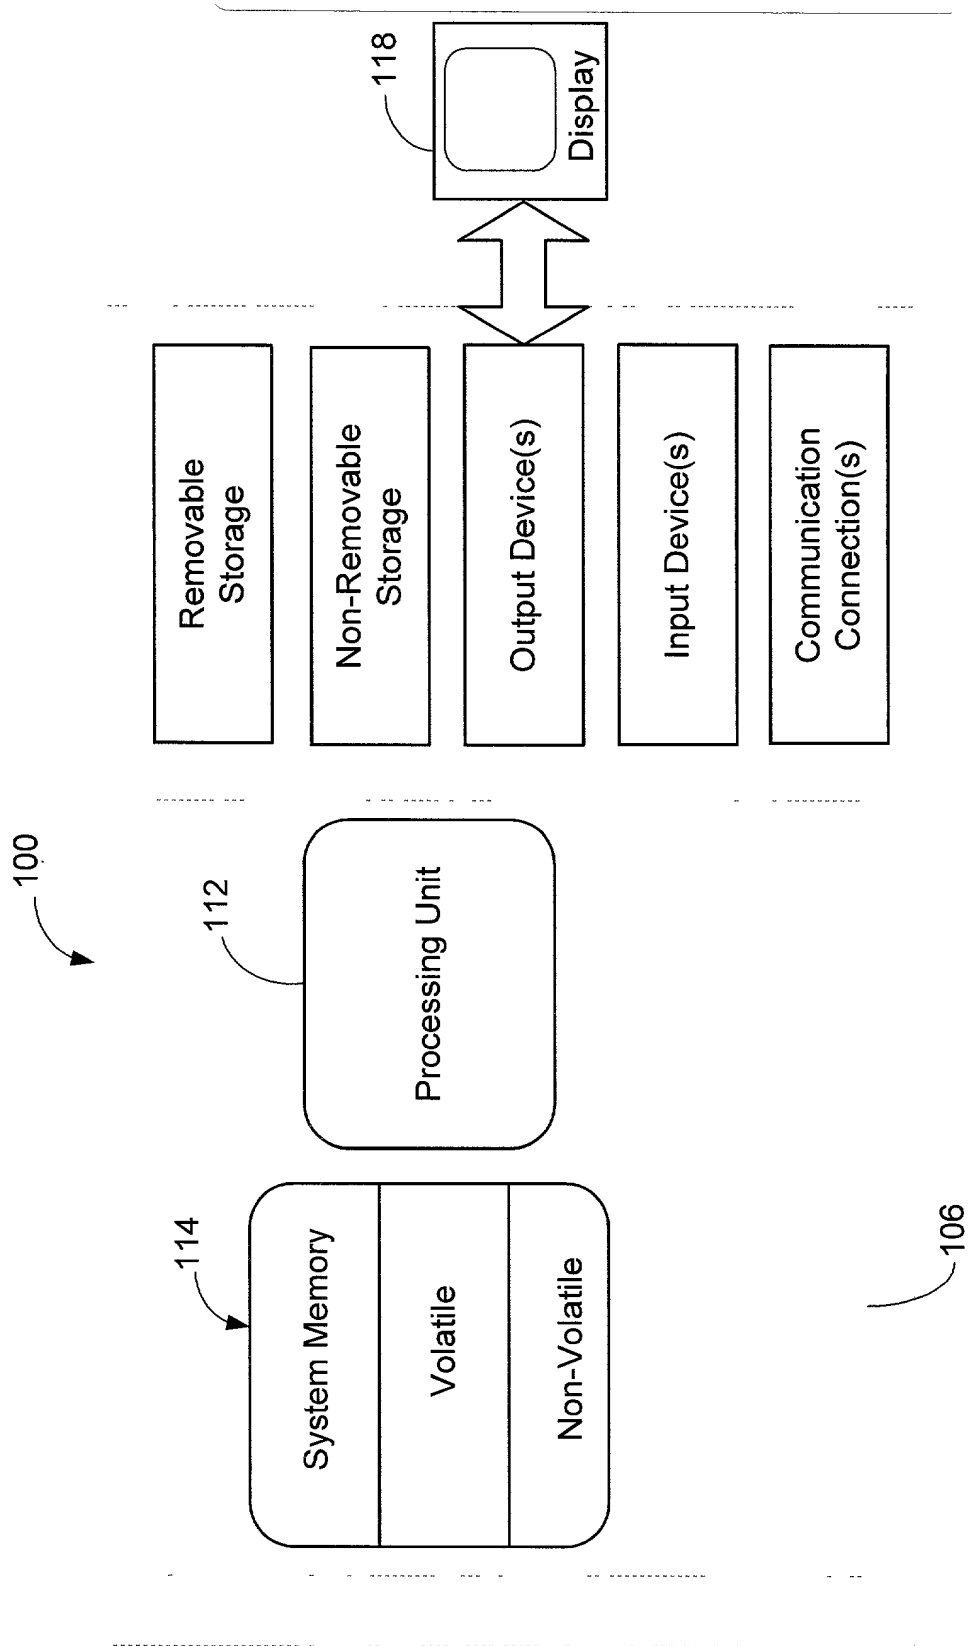 100
114
System Memory
Volatile
Non-Volatile
106
112
Processing Unit
Removable
Storage
Non-Removable
Storage
Output Device(s)
Input Device(s)
Communication
Connection(s)
118
Display